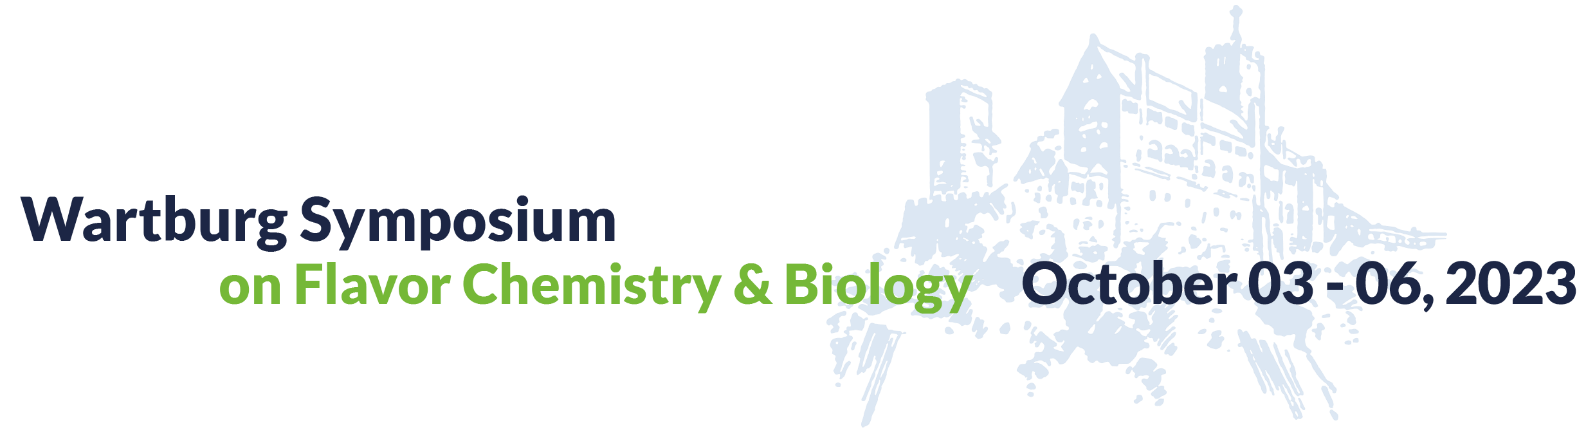 Wartburg Symposium
on Flavor Chemistry & Biology
October 03 - 06, 2023